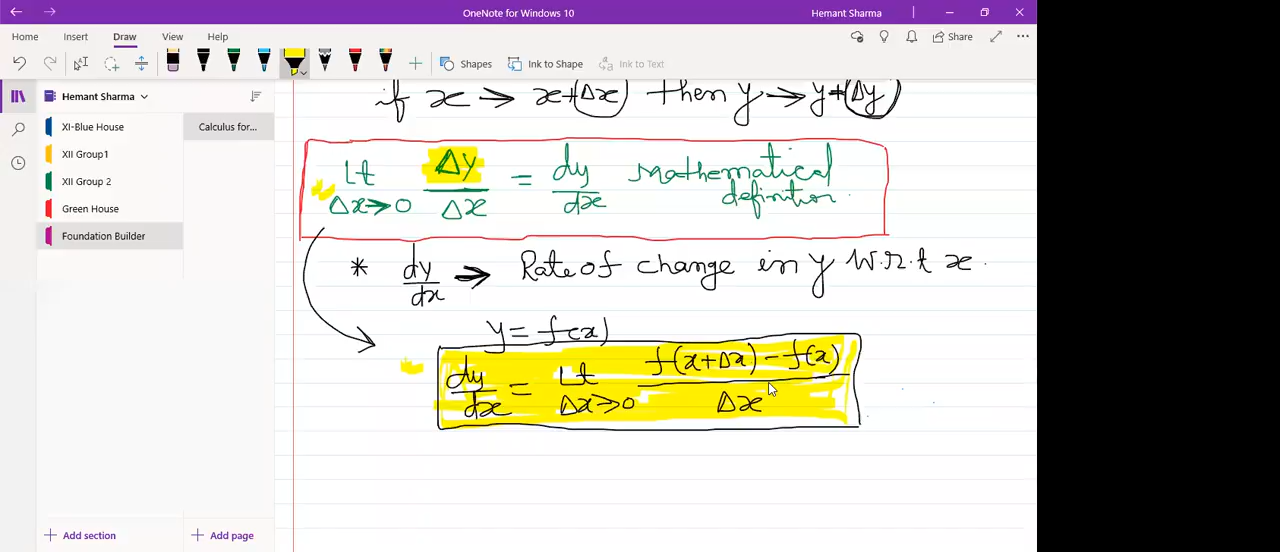 OneNote for Windows 10
Hemant Sharma
Home Insert Draw View Help
Share
Shapes Ink to Shape Ink to Text
Hemant Sharma
XI-Blue House
XII Group1
XII Group 2
Green House
Foundation Builder
Calculus for...
Add section
Add page
if x → x+(Δx) then y → y+(Δy)
Lt Δx→0 Δy/Δx = dy/dx Mathematical
definition.
* dy/dx → Rate of change in y W.r.t x.
y = f(x)
dy/dx = Lt Δx→0 f(x+Δx) - f(x) / Δx